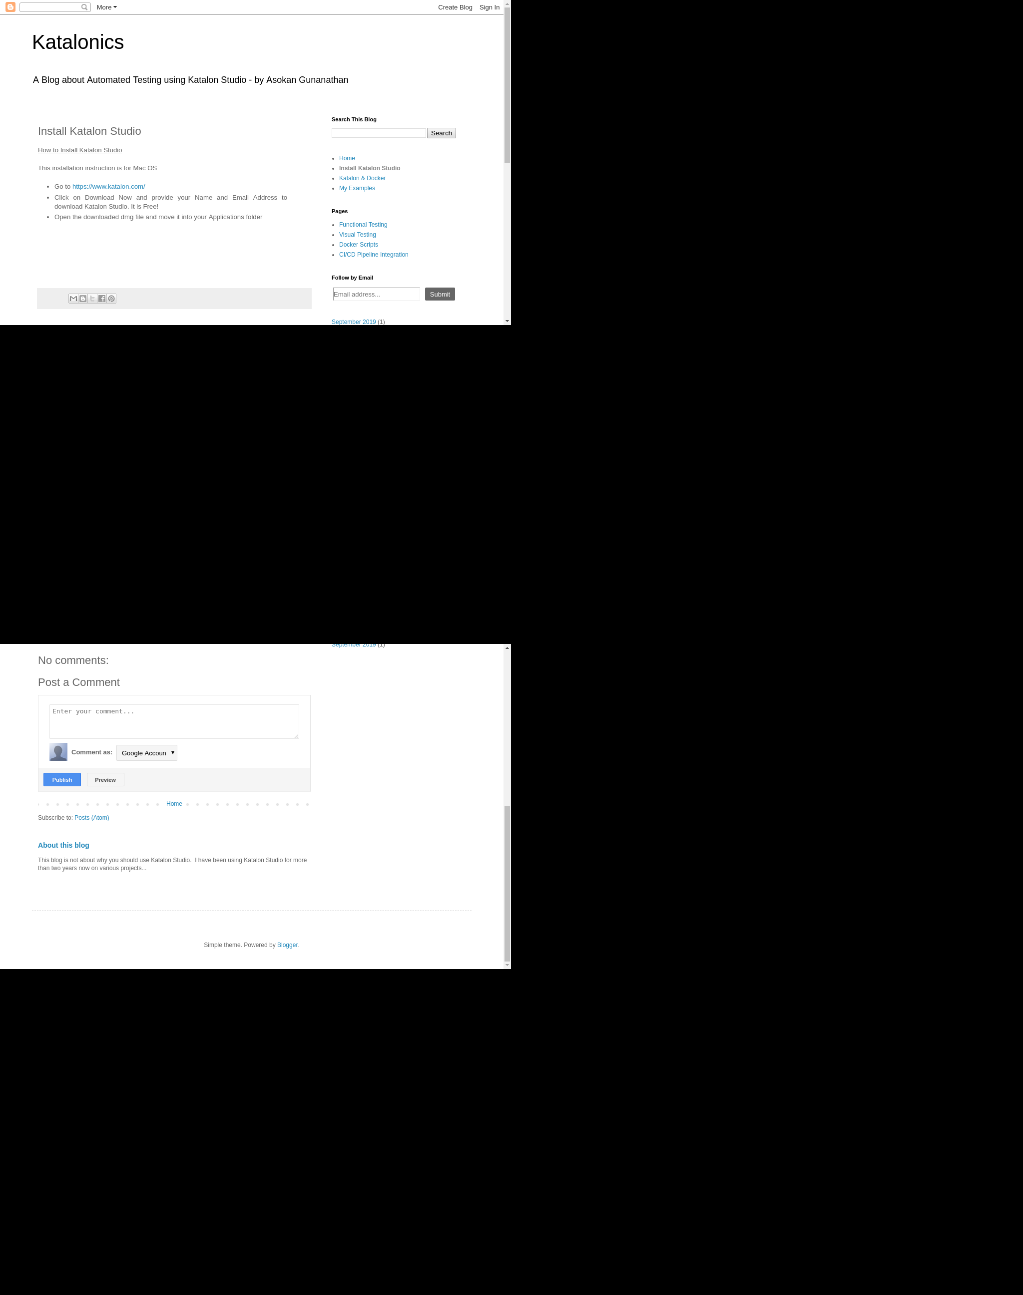 More
Create Blog
Sign In
Katalonics
A Blog about Automated Testing using Katalon Studio - by Asokan Gunanathan
Install Katalon Studio
How to Install Katalon Studio
This installation instruction is for Mac OS
Go to https://www.katalon.com/
Click on Download Now and provide your Name and Email Address to
download Katalon Studio. It is Free!
Open the downloaded dmg file and move it into your Applications folder
Search This Blog
Search
Home
Install Katalon Studio
Katalon & Docker
My Examples
Pages
Functional Testing
Visual Testing
Docker Scripts
CI/CD Pipeline Integration
Follow by Email
Email address...
Submit
September 2019 (1)
September 2019 (1)
No comments:
Post a Comment
Enter your comment...
Comment as:
Google Accoun
Publish
Preview
Home
Subscribe to: Posts (Atom)
About this blog
This blog is not about why you should use Katalon Studio. I have been using Katalon Studio for more
than two years now on various projects...
Simple theme. Powered by Blogger.